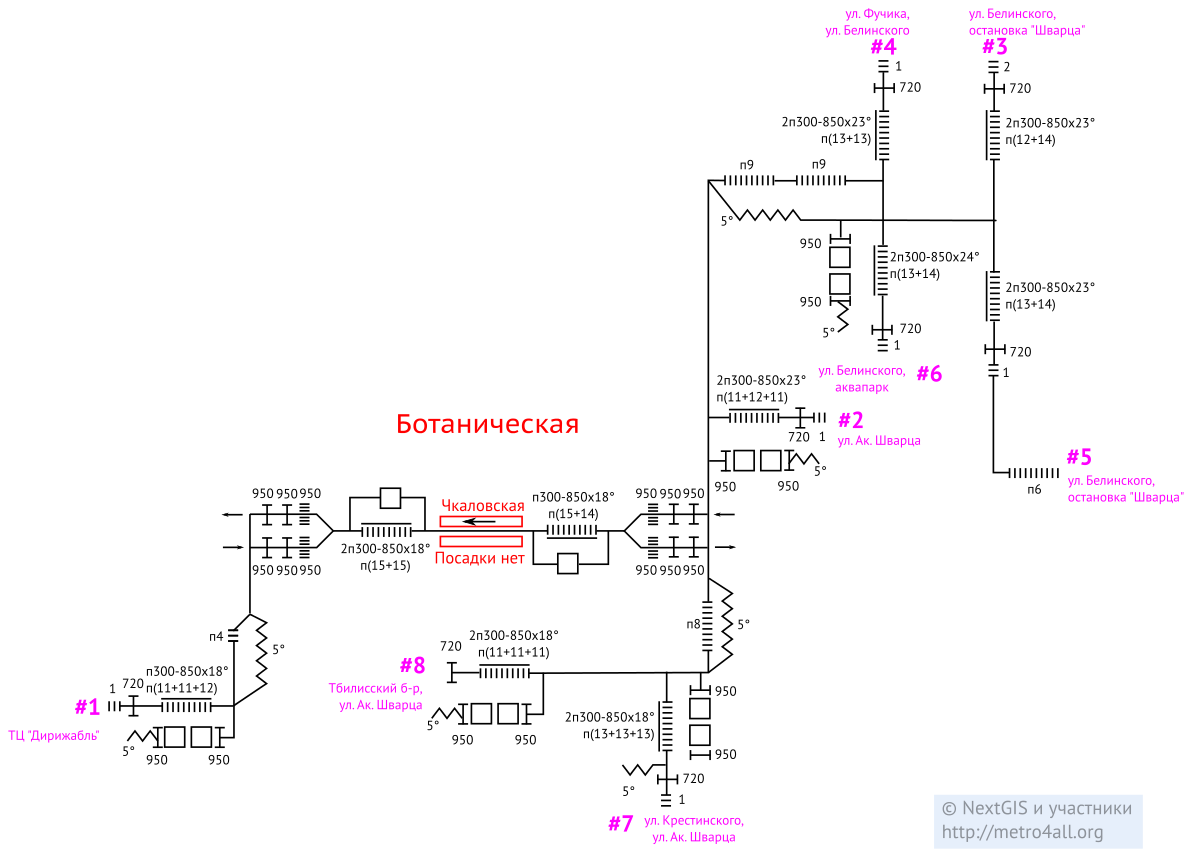 ул. Фучика,
ул. Белинского
#4
1
720
2п300-850х23°
п(13+13)
ул. Белинского,
остановка "Шварца"
#3
2
720
2п300-850х23°
п(12+14)
п9
п9
5°
950
950
5°
2п300-850х24°
п(13+14)
720
1
ул. Белинского,
аквапарк
#6
2п300-850х23°
п(13+14)
720
1
#5
ул. Белинского,
остановка "Шварца"
п6
2п300-850х23°
п(11+12+11)
720
1
#2
ул. Ак. Шварца
950
950
5°
Ботаническая
Чкаловская
Посадки нет
950 950 950
950 950 950
2п300-850х18°
п(15+15)
п300-850х18°
п(15+14)
950 950 950
950 950 950
п4
5°
п300-850х18°
п(11+11+12)
1
720
#1
ТЦ "Дирижабль"
5°
950
950
п8
5°
720
2п300-850х18°
п(11+11+11)
#8
Тбилисский б-р,
ул. Ак. Шварца
5°
950
950
2п300-850х18°
п(13+13+13)
950
950
5°
720
1
#7
ул. Крестинского,
ул. Ак. Шварца
© NextGIS и участники
http://metro4all.org